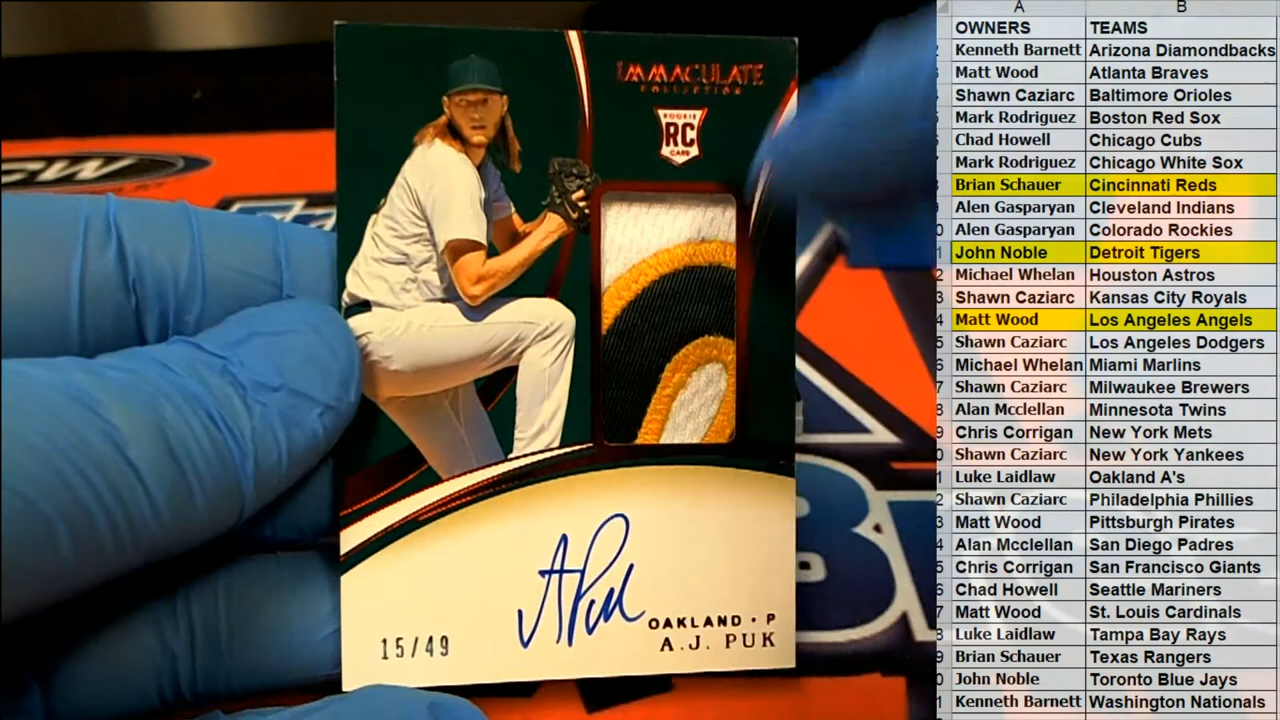 IMMACULATE
COLLECTION
ROOKIE
RC
CARD
A Puk
OAKLAND • P
A.J. PUK
15/49
CW
A B
OWNERS TEAMS
Kenneth Barnett Arizona Diamondbacks
Matt Wood Atlanta Braves
Shawn Caziarc Baltimore Orioles
Mark Rodriguez Boston Red Sox
Chad Howell Chicago Cubs
Mark Rodriguez Chicago White Sox
Brian Schauer Cincinnati Reds
Alen Gasparyan Cleveland Indians
Alen Gasparyan Colorado Rockies
John Noble Detroit Tigers
Michael Whelan Houston Astros
Shawn Caziarc Kansas City Royals
Matt Wood Los Angeles Angels
Shawn Caziarc Los Angeles Dodgers
Michael Whelan Miami Marlins
Shawn Caziarc Milwaukee Brewers
Alan Mcclellan Minnesota Twins
Chris Corrigan New York Mets
Shawn Caziarc New York Yankees
Luke Laidlaw Oakland A's
Shawn Caziarc Philadelphia Phillies
Matt Wood Pittsburgh Pirates
Alan Mcclellan San Diego Padres
Chris Corrigan San Francisco Giants
Chad Howell Seattle Mariners
Matt Wood St. Louis Cardinals
Luke Laidlaw Tampa Bay Rays
Brian Schauer Texas Rangers
John Noble Toronto Blue Jays
Kenneth Barnett Washington Nationals